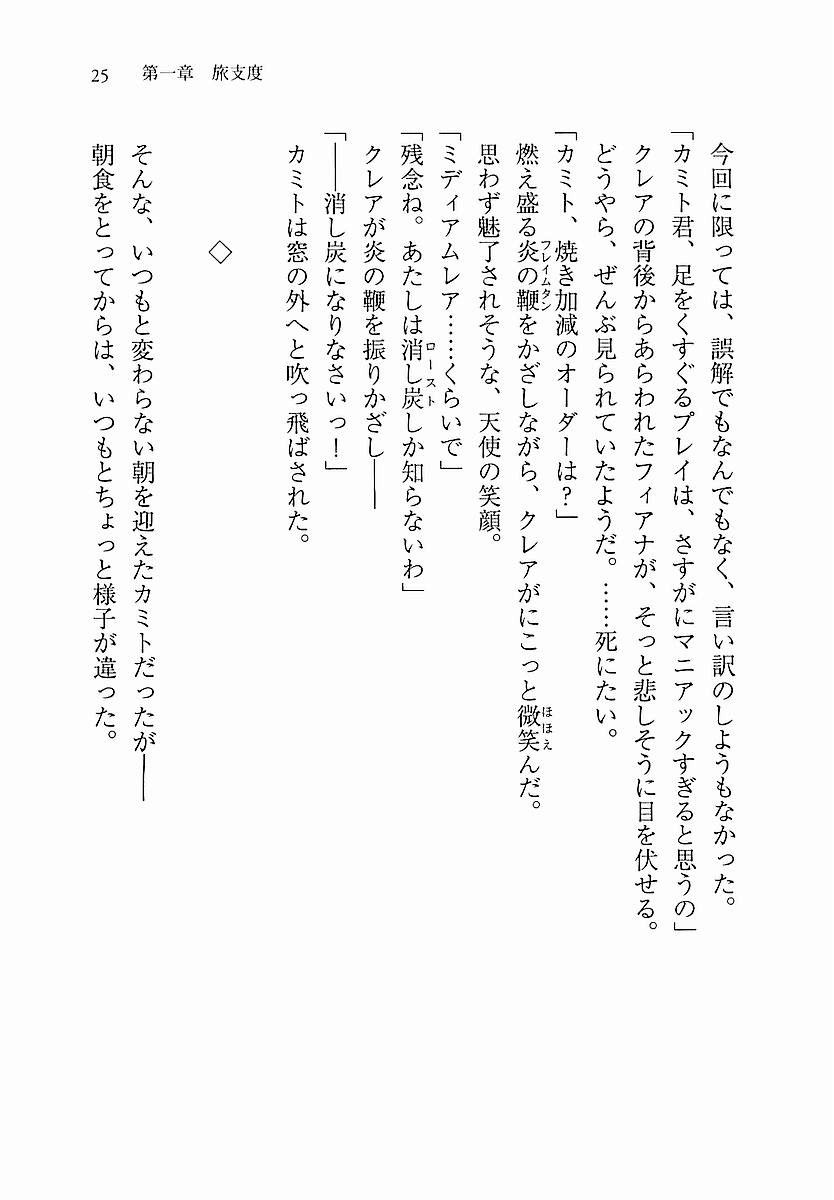 25 第一章 旅支度
今回に限っては、誤解でもなんでもなく、言い訳のしようもなかった。
「カミト君、足をくすぐるプレイは、さすがにマニアックすぎると思うの」
クレアの背後からあらわれたフィアナが、そっと悲しそうに目を伏せる。
どうやら、ぜんぶ見られていたようだ。……死にたい。
「カミト、焼き加減のオーダーは？」
燃え盛る炎の鞭をかざしながら、クレアがにこっと微笑んだ。
フレイムタン
ほほえ
思わず魅了されそうな、天使の笑顔。
「ミディアムレア……くらいで」
「残念ね。あたしは消し炭しか知らないわ」
ロースト
クレアが炎の鞭を振りかざし――
「――消し炭になりなさいっ！」
カミトは窓の外へと吹っ飛ばされた。
◇
そんな、いつもと変わらない朝を迎えたカミトだったが――
朝食をとってからは、いつもとちょっと様子が違った。